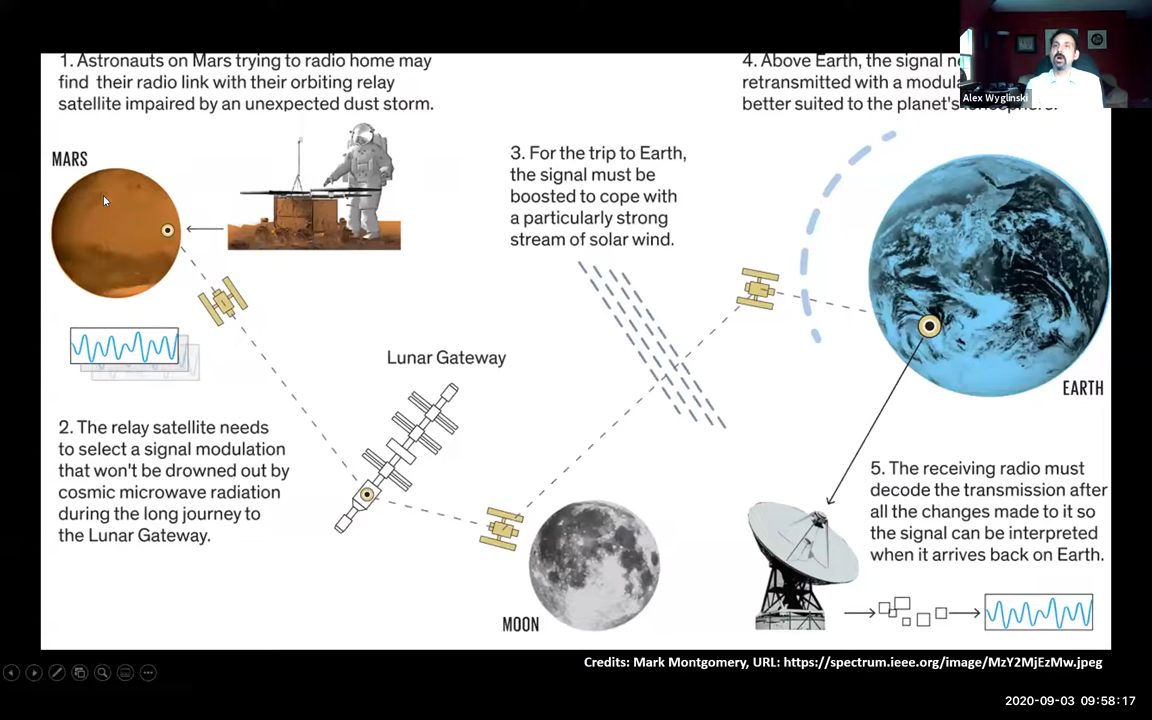 1. Astronauts on Mars trying to radio home may
find their radio link with their orbiting relay
satellite impaired by an unexpected dust storm.
4. Above Earth, the signal
retransmitted with a
better suited to the planet's
Alex Wyglinski
MARS
3. For the trip to Earth,
the signal must be
boosted to cope with
a particularly strong
stream of solar wind.
Lunar Gateway
EARTH
2. The relay satellite needs
to select a signal modulation
that won't be drowned out by
cosmic microwave radiation
during the long journey to
the Lunar Gateway.
5. The receiving radio must
decode the transmission after
all the changes made to it so
the signal can be interpreted
when it arrives back on Earth.
MOON
Credits: Mark Montgomery, URL: https://spectrum.ieee.org/image/MzY2MjEzMw.jpeg
2020-09-03 09:58:17